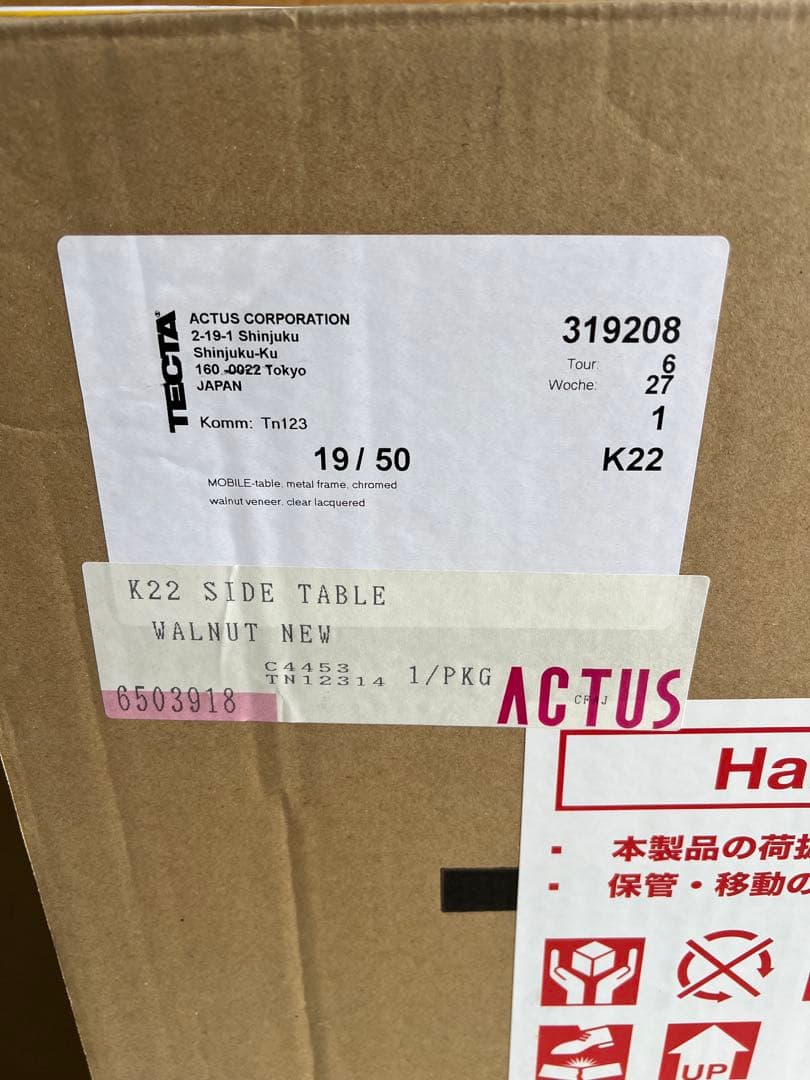 TECTA
ACTUS CORPORATION
2-19-1 Shinjuku
Shinjuku-Ku
160-0022 Tokyo
JAPAN
Komm: Tn123
319208
Tour: 6
Woche: 27
1
19 / 50
K22
MOBILE-table, metal frame, chromed
walnut veneer, clear lacquered
K22 SIDE TABLE
WALNUT NEW
C4453
TN12314
1/PKG
6503918
ACTUS
Ha
・ 本製品の荷扱
・ 保管・移動の
UP